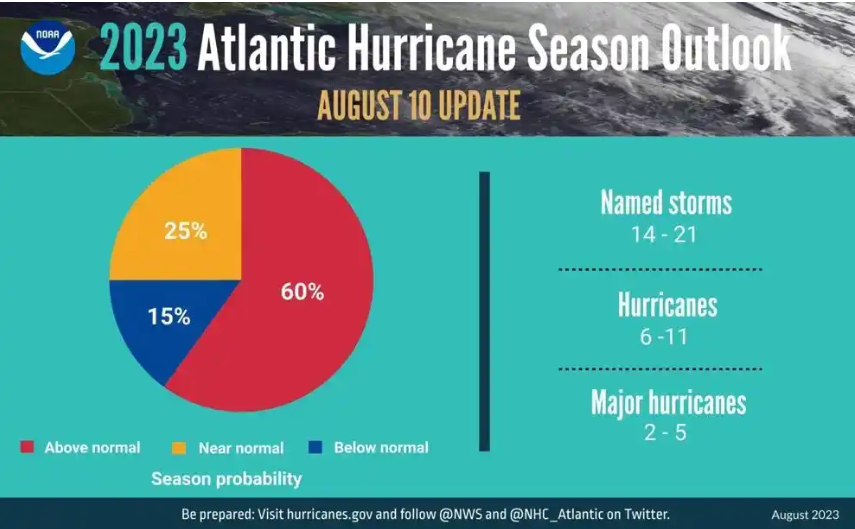 NOAA
2023 Atlantic Hurricane Season Outlook
AUGUST 10 UPDATE
25%
60%
15%
Above normal
Near normal
Below normal
Season probability
Named storms
14 - 21
Hurricanes
6 -11
Major hurricanes
2 - 5
Be prepared: Visit hurricanes.gov and follow @NWS and @NHC_Atlantic on Twitter.
August 2023